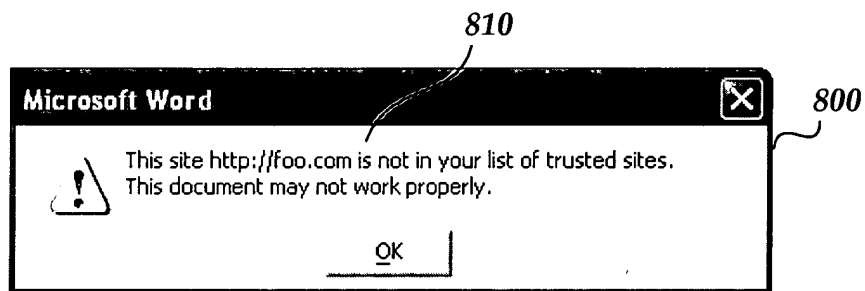 810
Microsoft Word
800
This site http://foo.com is not in your list of trusted sites.
This document may not work properly.
OK